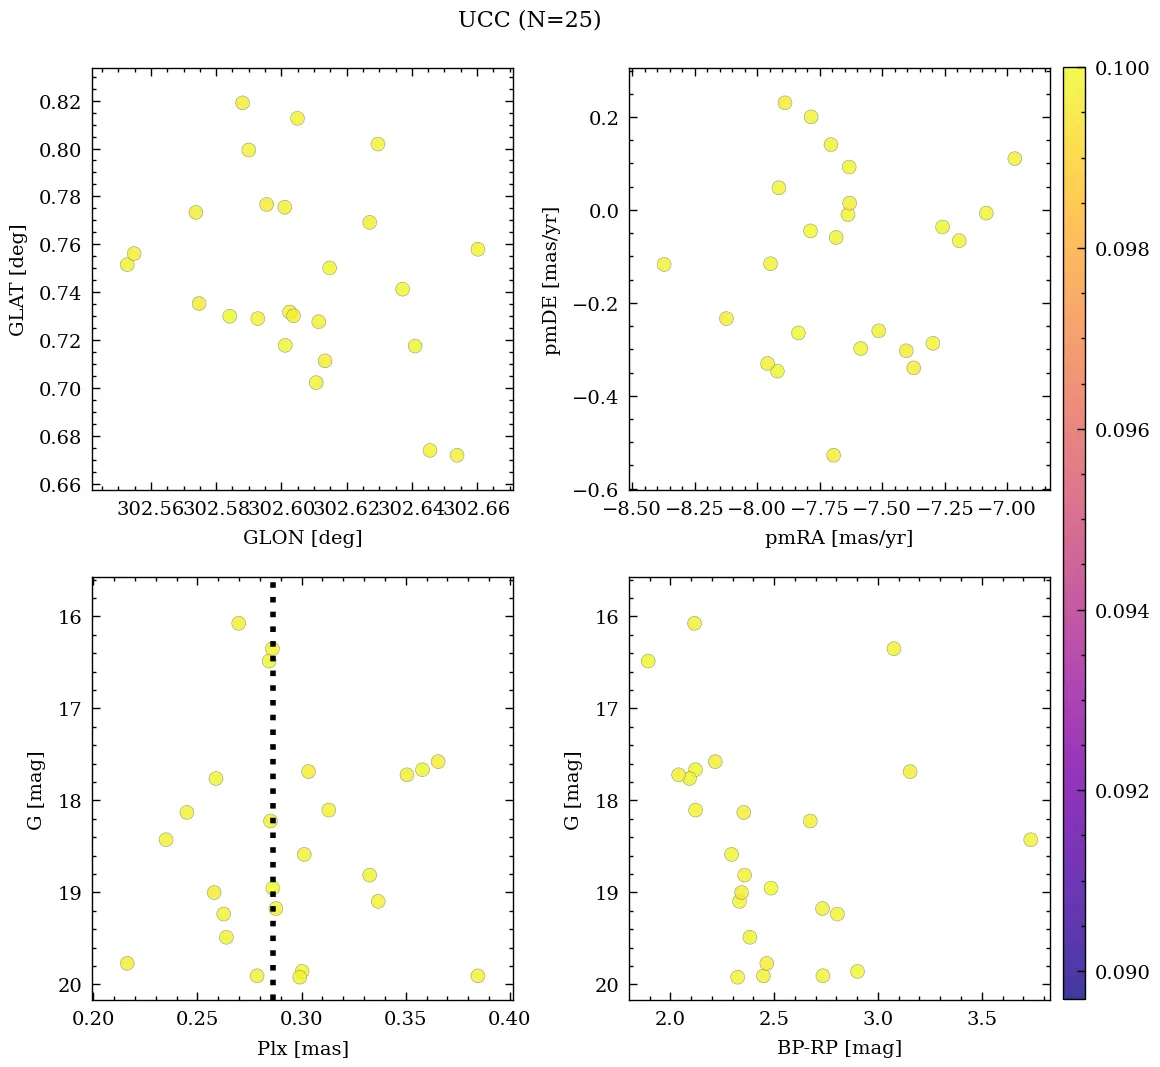 UCC (N=25)
0.82
0.80
0.78
0.76
0.74
0.72
0.70
0.68
0.66
GLAT [deg]
302.56 302.58 302.60 302.62 302.64 302.66
GLON [deg]
0.2
0.0
−0.2
−0.4
−0.6
pmDE [mas/yr]
−8.50 −8.25 −8.00 −7.75 −7.50 −7.25 −7.00
pmRA [mas/yr]
0.100
0.098
0.096
0.094
0.092
0.090
16
17
18
19
20
G [mag]
0.20 0.25 0.30 0.35 0.40
Plx [mas]
16
17
18
19
20
G [mag]
2.0 2.5 3.0 3.5
BP-RP [mag]